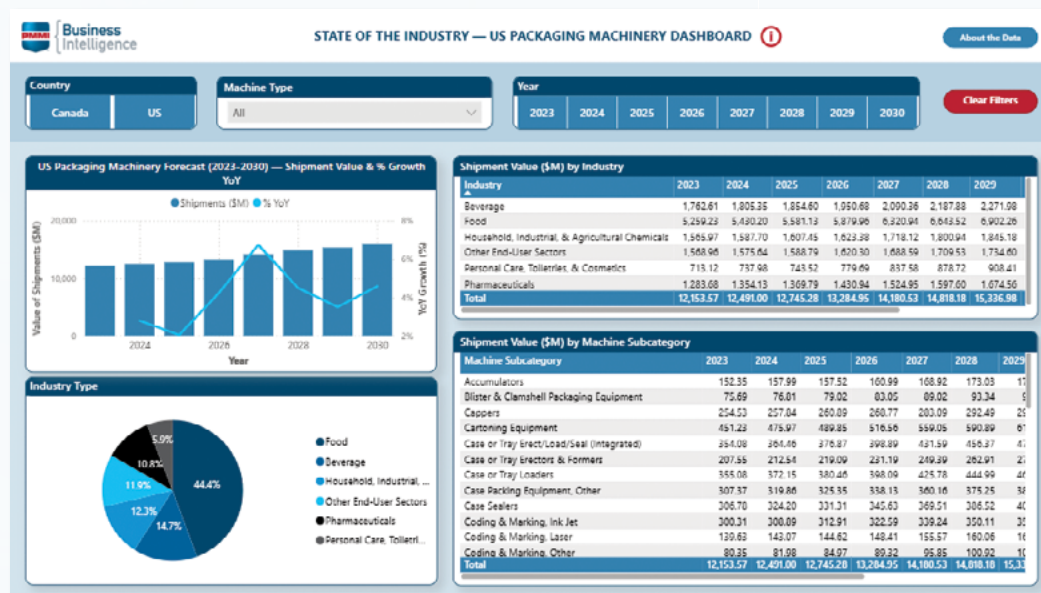 PMMI Business Intelligence
STATE OF THE INDUSTRY — US PACKAGING MACHINERY DASHBOARD i
About the Data
Country
Canada US
Machine Type
All
Year
2023 2024 2025 2026 2027 2028 2029 2030
Clear Filters
US Packaging Machinery Forecast (2023-2030) — Shipment Value & % Growth
YoY
Shipments ($M) % YoY
Value of Shipments ($M)
20,000
10,000
0
8%
6%
4%
2%
YoY Growth (%)
2024 2026 2028 2030
Year
Industry Type
44.4%
14.7%
12.3%
11.9%
10.8%
5.9%
Food
Beverage
Household, Industrial, ...
Other End-User Sectors
Pharmaceuticals
Personal Care, Toiletri...
Shipment Value ($M) by Industry
Industry 2023 2024 2025 2026 2027 2028 2029
Beverage 1,762.61 1,805.35 1,854.60 1,950.68 2,090.36 2,187.88 2,271.98
Food 5,259.23 5,430.20 5,581.13 5,879.96 6,320.94 6,643.52 6,902.26
Household, Industrial, & Agricultural Chemicals 1,565.97 1,587.70 1,607.45 1,623.38 1,718.12 1,800.94 1,845.18
Other End-User Sectors 1,568.96 1,575.64 1,588.79 1,620.30 1,688.59 1,709.53 1,734.60
Personal Care, Toiletries, & Cosmetics 713.12 737.98 743.52 779.69 837.58 878.72 908.41
Pharmaceuticals 1,283.68 1,354.13 1,369.79 1,430.94 1,524.95 1,597.60 1,674.56
Total 12,153.57 12,491.00 12,745.28 13,284.95 14,180.53 14,818.18 15,336.98
Shipment Value ($M) by Machine Subcategory
Machine Subcategory 2023 2024 2025 2026 2027 2028 2029
Accumulators 152.35 157.99 157.52 160.99 168.92 173.03
Blister & Clamshell Packaging Equipment 75.69 76.81 79.02 83.05 89.02 93.34
Cappers 254.53 257.84 260.89 268.77 283.09 292.49
Cartoning Equipment 451.23 475.97 489.85 516.56 559.05 590.89
Case or Tray Erect/Load/Seal (Integrated) 354.08 364.46 376.87 398.89 431.59 456.37
Case or Tray Erectors & Formers 207.55 212.54 219.09 231.19 249.39 262.91
Case or Tray Loaders 355.08 372.15 380.46 398.09 425.78 444.99
Case Packing Equipment, Other 307.37 319.86 325.35 338.13 360.16 375.25
Case Sealers 306.78 324.20 331.31 345.63 369.51 386.52
Coding & Marking, Ink Jet 300.31 308.89 312.91 322.59 339.24 350.11
Coding & Marking, Laser 139.63 143.07 144.62 148.41 155.57 160.06
Coding & Marking, Other 80.35 81.98 84.97 89.32 95.85 100.92
Total 12,153.57 12,491.00 12,745.28 13,284.95 14,180.53 14,818.18